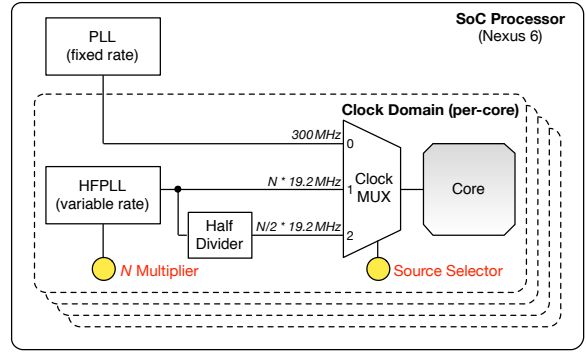 SoC Processor
(Nexus 6)
PLL
(fixed rate)
Clock Domain (per-core)
300 MHz
0
HFPLL
(variable rate)
N * 19.2 MHz
1
Clock
MUX
Core
Half
Divider
N/2 * 19.2 MHz
2
N Multiplier
Source Selector